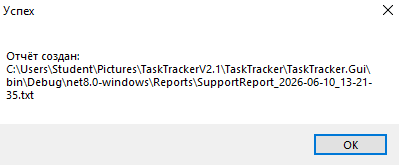 Успех
Отчёт создан:
C:\Users\Student\Pictures\TaskTrackerV2.1\TaskTracker\TaskTracker.Gui\
bin\Debug\net8.0-windows\Reports\SupportReport_2026-06-10_13-21-
35.txt
OK